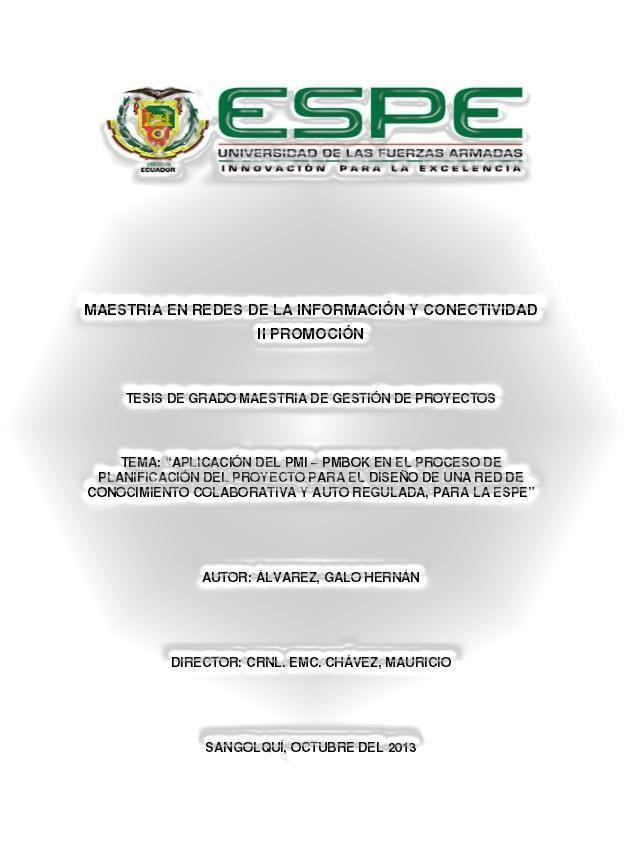 ESPE
UNIVERSIDAD DE LAS FUERZAS ARMADAS
INNOVACIÓN PARA LA EXCELENCIA
ECUADOR
MAESTRIA EN REDES DE LA INFORMACIÓN Y CONECTIVIDAD
II PROMOCIÓN
TESIS DE GRADO MAESTRIA DE GESTIÓN DE PROYECTOS
TEMA: “APLICACIÓN DEL PMI – PMBOK EN EL PROCESO DE
PLANIFICACIÓN DEL PROYECTO PARA EL DISEÑO DE UNA RED DE
CONOCIMIENTO COLABORATIVA Y AUTO REGULADA, PARA LA ESPE”
AUTOR: ÁLVAREZ, GALO HERNÁN
DIRECTOR: CRNL. EMC. CHÁVEZ, MAURICIO
SANGOLQUÍ, OCTUBRE DEL 2013